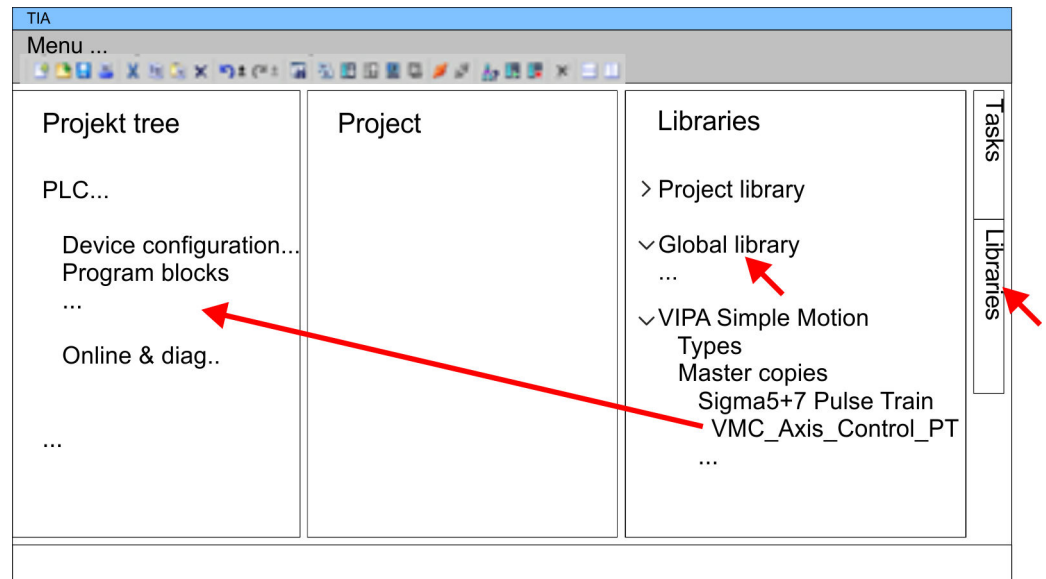 TIA
Menu ...
Projekt tree
PLC...
Device configuration...
Program blocks
...
Online & diag..
...
Project
Libraries
Project library
Global library
...
VIPA Simple Motion
Types
Master copies
Sigma5+7 Pulse Train
VMC_Axis_Control_PT
...
Tasks
Libraries